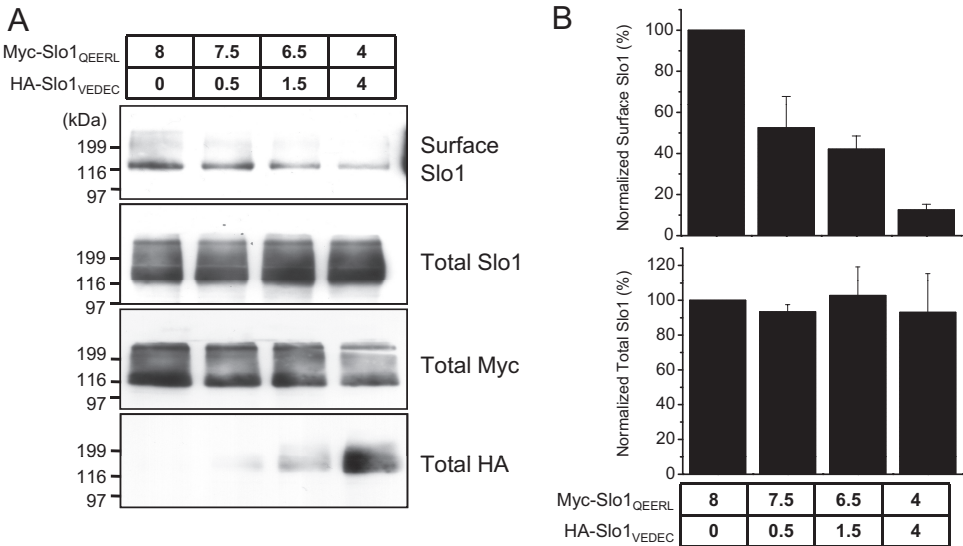 A
Myc-Slo1QEERL 8 7.5 6.5 4
HA-Slo1VEDEC 0 0.5 1.5 4
(kDa)
199
116
97
Surface
Slo1
199
116
97
Total Slo1
199
116
97
Total Myc
199
116
97
Total HA
B
Normalized Surface Slo1 (%)
100
80
60
40
20
0
Normalized Total Slo1 (%)
120
100
80
60
40
20
0
Myc-Slo1QEERL 8 7.5 6.5 4
HA-Slo1VEDEC 0 0.5 1.5 4